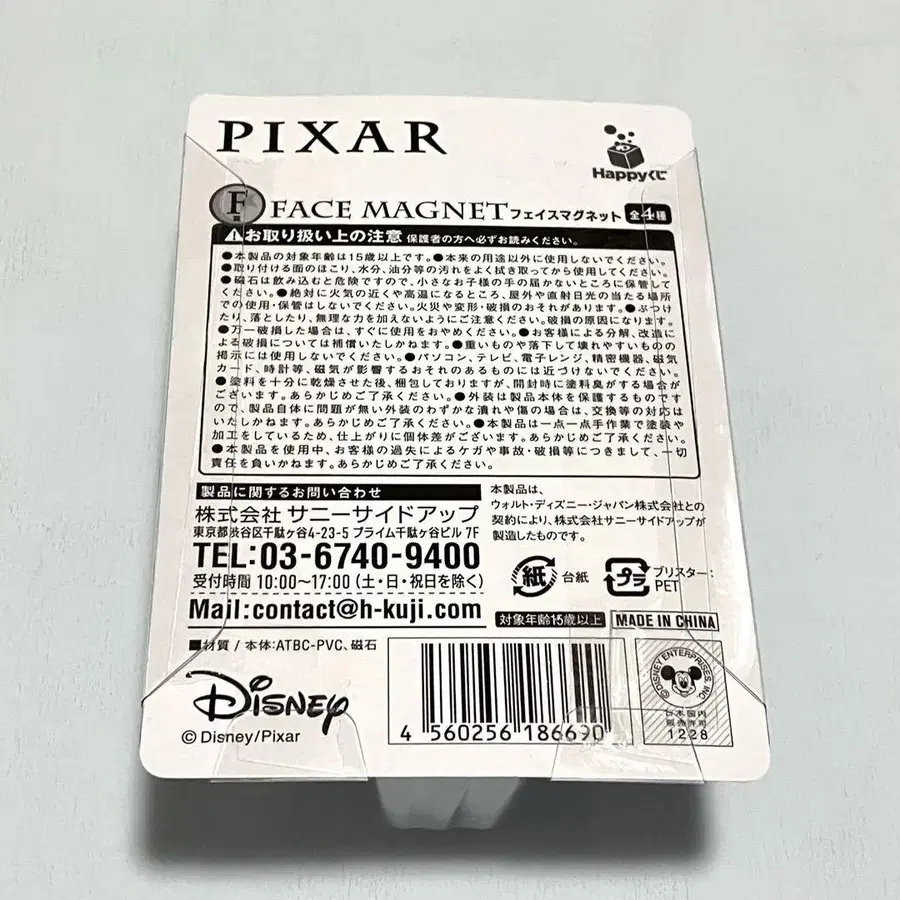 PIXAR
Happyくじ
F FACE MAGNET フェイスマグネット 全4種
お取り扱い上の注意 保護者の方へ必ずお読みください。
●本製品の対象年齢は15歳以上です。●本来の用途以外に使用しないでください。
●取り付ける面のほこり、水分、油分等の汚れをよく拭き取ってから使用してください。
●磁石は飲み込むと危険ですので、小さなお子様の手の届かないところに保管して
ください。●絶対に火気の近くや高温になるところ、屋外や直射日光の当たる場所
での使用・保管はしないでください。火災や変形・破損のおそれがあります。●ぶつけ
たり、落としたり、無理な力を加えないようにご注意ください。破損の原因になります。
●万一破損した場合は、すぐに使用をおやめください。●お客様による分解、改造に
よる破損については補償いたしかねます。●重いものや落下して壊れやすいものの
掲示には使用しないでください。●パソコン、テレビ、電子レンジ、精密機器、磁気
カード、時計等、磁気が影響するおそれのあるものには近づけないでください。
●塗料を十分に乾燥させた後、梱包しておりますが、開封時に塗料臭がする場合が
ございます。あらかじめご了承ください。●外装は製品本体を保護するものです
ので、製品自体に問題が無い外装のわずかな潰れや傷の場合は、交換等の対応は
いたしかねます。あらかじめご了承ください。●本製品は一点一点手作業で塗装や
加工をしているため、仕上がりに個体差がございます。あらかじめご了承ください。
●本製品を使用中、お客様の過失によるケガや事故・破損等につきまして、一切
責任を負いかねます。あらかじめご了承ください。
製品に関するお問い合わせ
株式会社 サニーサイドアップ
東京都渋谷区千駄ヶ谷4-23-5 プライム千駄ヶ谷ビル 7F
TEL:03-6740-9400
受付時間 10:00〜17:00 (土・日・祝日を除く)
Mail:contact@h-kuji.com
本製品は、
ウォルト・ディズニー・ジャパン株式会社との
契約により、株式会社サニーサイドアップが
製造したものです。
紙 台紙
プラ ブリスター:
PET
対象年齢15歳以上
MADE IN CHINA
■材質 / 本体:ATBC-PVC、磁石
Disney
© Disney/Pixar
4 560256 186690
© DISNEY ENTERPRISES, INC.
日本国内
販売許可
1228